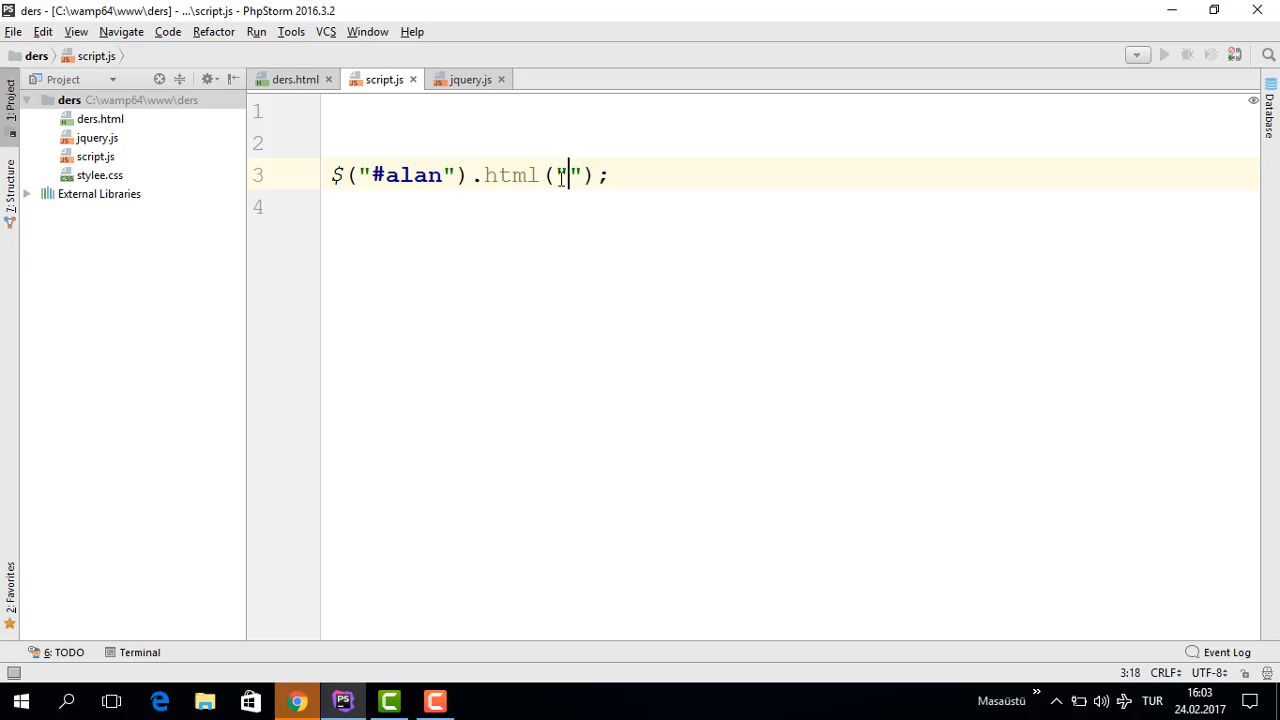 ders - [C:\wamp64\www\ders] - ...\script.js - PhpStorm 2016.3.2
File Edit View Navigate Code Refactor Run Tools VCS Window Help
ders script.js
Project
ders.html script.js jquery.js
1: Project
7: Structure
2: Favorites
ders C:\wamp64\www\ders
ders.html
jquery.js
script.js
stylee.css
External Libraries
1
2
3 $("#alan").html("");
4
Database
6: TODO Terminal Event Log
3:18 CRLF UTF-8
Masaüstü TUR 16:03
24.02.2017